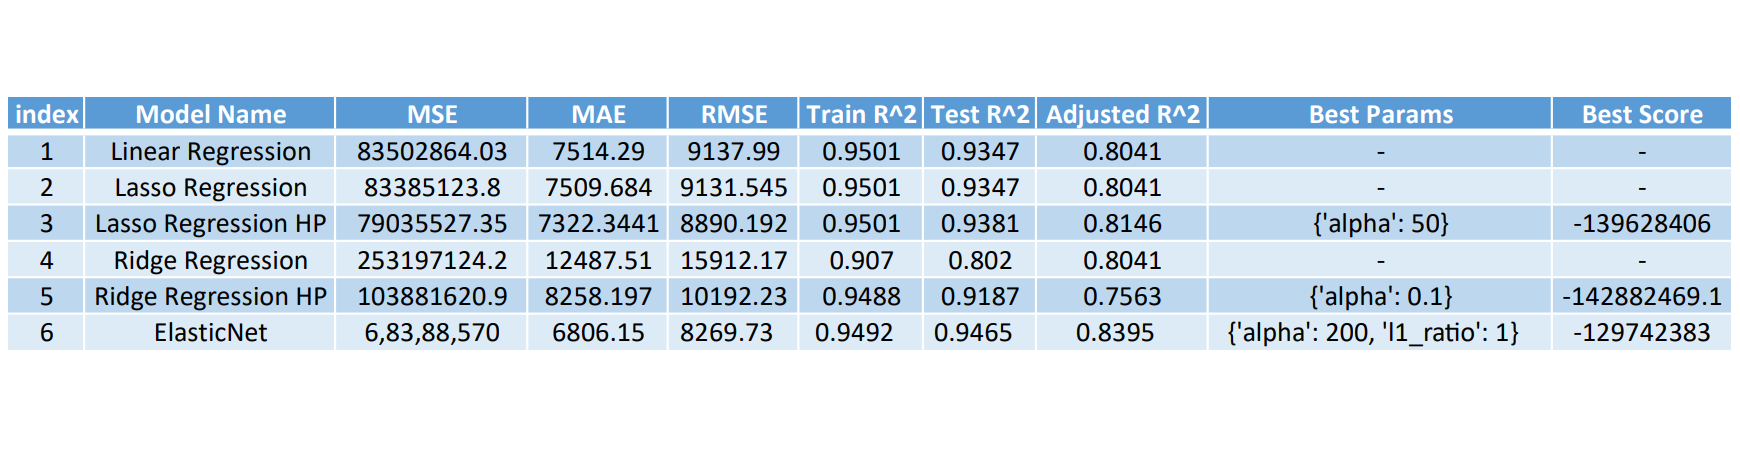 index Model Name MSE MAE RMSE Train R^2 Test R^2 Adjusted R^2 Best Params Best Score
1 Linear Regression 83502864.03 7514.29 9137.99 0.9501 0.9347 0.8041 - -
2 Lasso Regression 83385123.8 7509.684 9131.545 0.9501 0.9347 0.8041 - -
3 Lasso Regression HP 79035527.35 7322.3441 8890.192 0.9501 0.9381 0.8146 {'alpha': 50} -139628406
4 Ridge Regression 253197124.2 12487.51 15912.17 0.907 0.802 0.8041 - -
5 Ridge Regression HP 103881620.9 8258.197 10192.23 0.9488 0.9187 0.7563 {'alpha': 0.1} -142882469.1
6 ElasticNet 6,83,88,570 6806.15 8269.73 0.9492 0.9465 0.8395 {'alpha': 200, 'l1_ratio': 1} -129742383